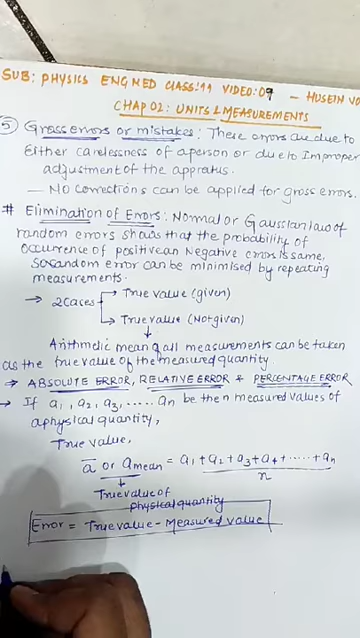 SUB: PHYSICS ENG MED CLASS:11 VIDEO:07 - HUSEIN VO
CHAP 02: UNITS & MEASUREMENTS
⑤ Gross errors or mistakes: These errors are due to
Either carelessness of a person or due to Improper
adjustment of the appratus.
— No corrections can be applied for gross errors.
# Elimination of Errors: Normal or Gaussian law of
random errors shows that the probability of
occurrence of positive an Negative error is same,
So random error can be minimised by repeating
measurements.
→ 2 Cases → True value (given)
→ True value (Not given)
↓
Arithmetic mean of all measurements can be taken
as the true value of the measured quantity.
⇒ ABSOLUTE ERROR, RELATIVE ERROR & PERCENTAGE ERROR
→ If a₁, a₂, a₃, ..... an be the n measured values of
a physical quantity,
True value,
ā or amean = a₁ + a₂ + a₃ + a₄ + ..... + an
n
↓
True value of
physical quantity
Error = True value - Measured value